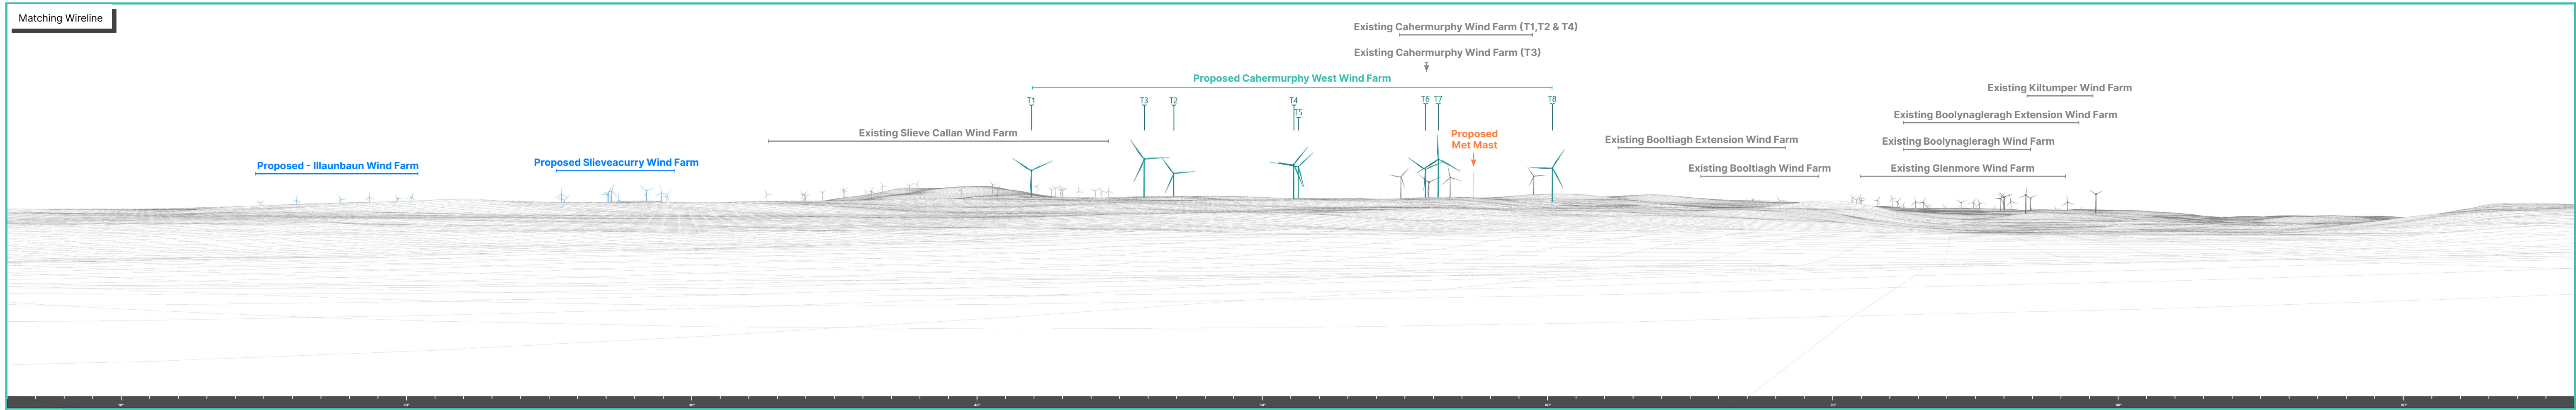 Matching Wireline
Existing Cahermurphy Wind Farm (T1,T2 & T4)
Existing Cahermurphy Wind Farm (T3)
Proposed Cahermurphy West Wind Farm
T1
T3
T2
T4
T5
T6
T7
T8
Existing Kiltumper Wind Farm
Existing Boolynagleragh Extension Wind Farm
Existing Slieve Callan Wind Farm
Proposed
Met Mast
Existing Booltiagh Extension Wind Farm
Existing Boolynagleragh Wind Farm
Proposed - Illaunbaun Wind Farm
Proposed Slieveacurry Wind Farm
Existing Booltiagh Wind Farm
Existing Glenmore Wind Farm